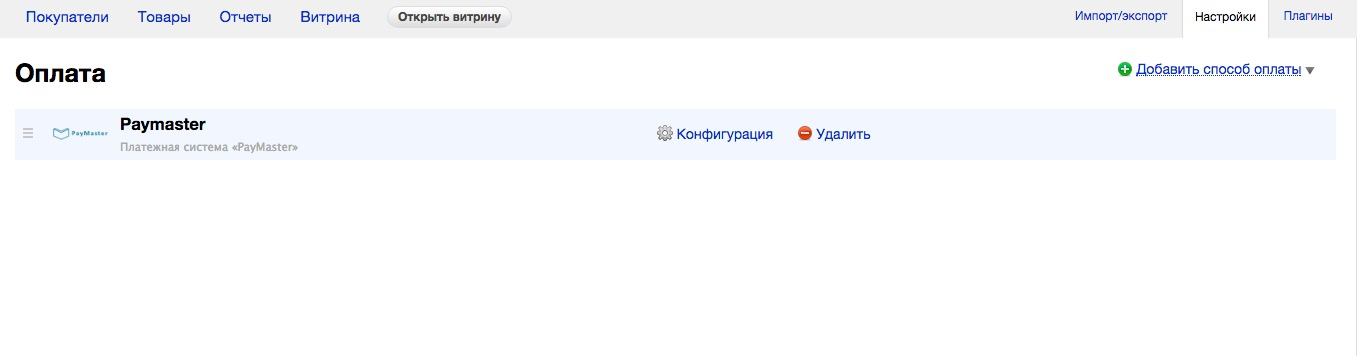 Покупатели Товары Отчеты Витрина Открыть витрину Импорт/экспорт Настройки Плагины
Оплата
Добавить способ оплаты
PayMaster
Paymaster
Платежная система «PayMaster»
Конфигурация Удалить